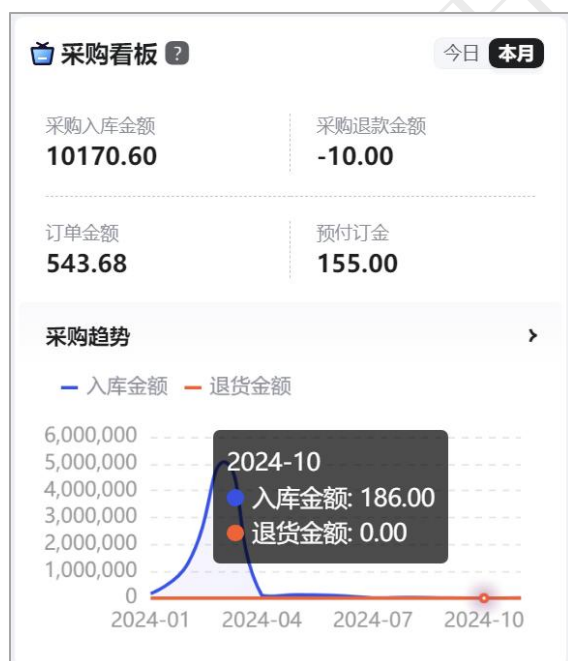 采购看板 ?
今日 本月
采购入库金额 采购退款金额
10170.60 -10.00
订单金额 预付订金
543.68 155.00
采购趋势
入库金额 退货金额
6,000,000
5,000,000
4,000,000
3,000,000
2,000,000
1,000,000
0
2024-10
入库金额: 186.00
退货金额: 0.00
2024-01 2024-04 2024-07 2024-10